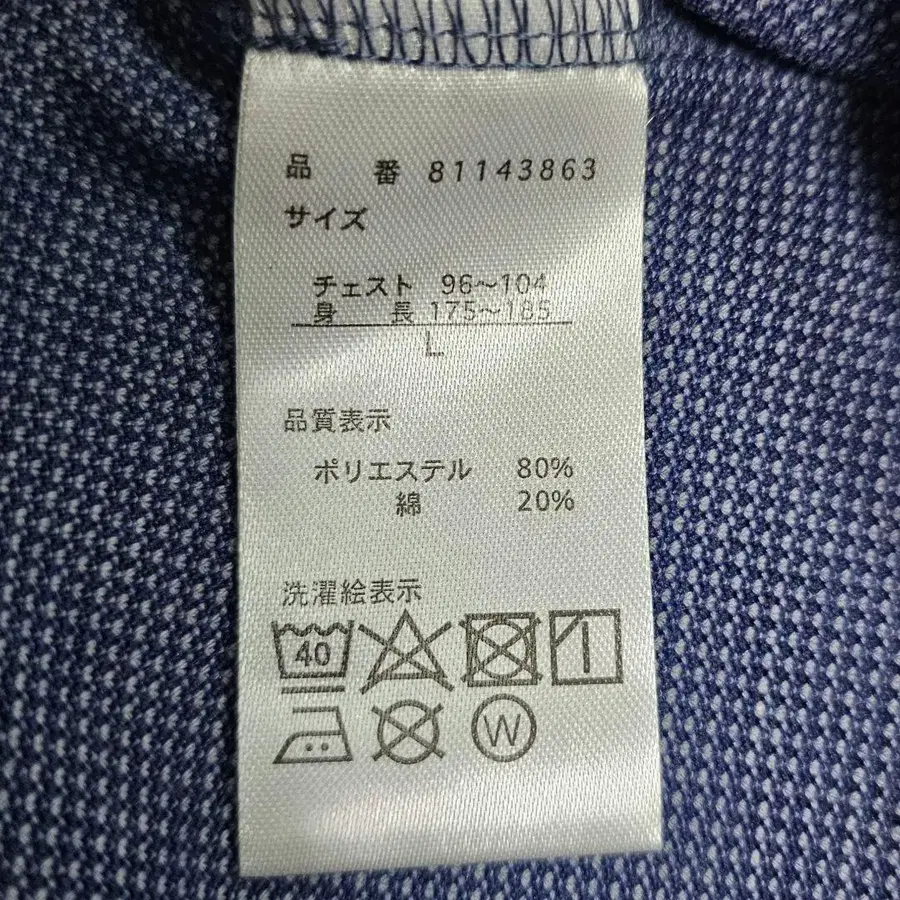 品 番 81143863
サイズ
チェスト 96〜104
身 長 175〜185
L
品質表示
ポリエステル 80%
綿 20%
洗濯絵表示
40
W